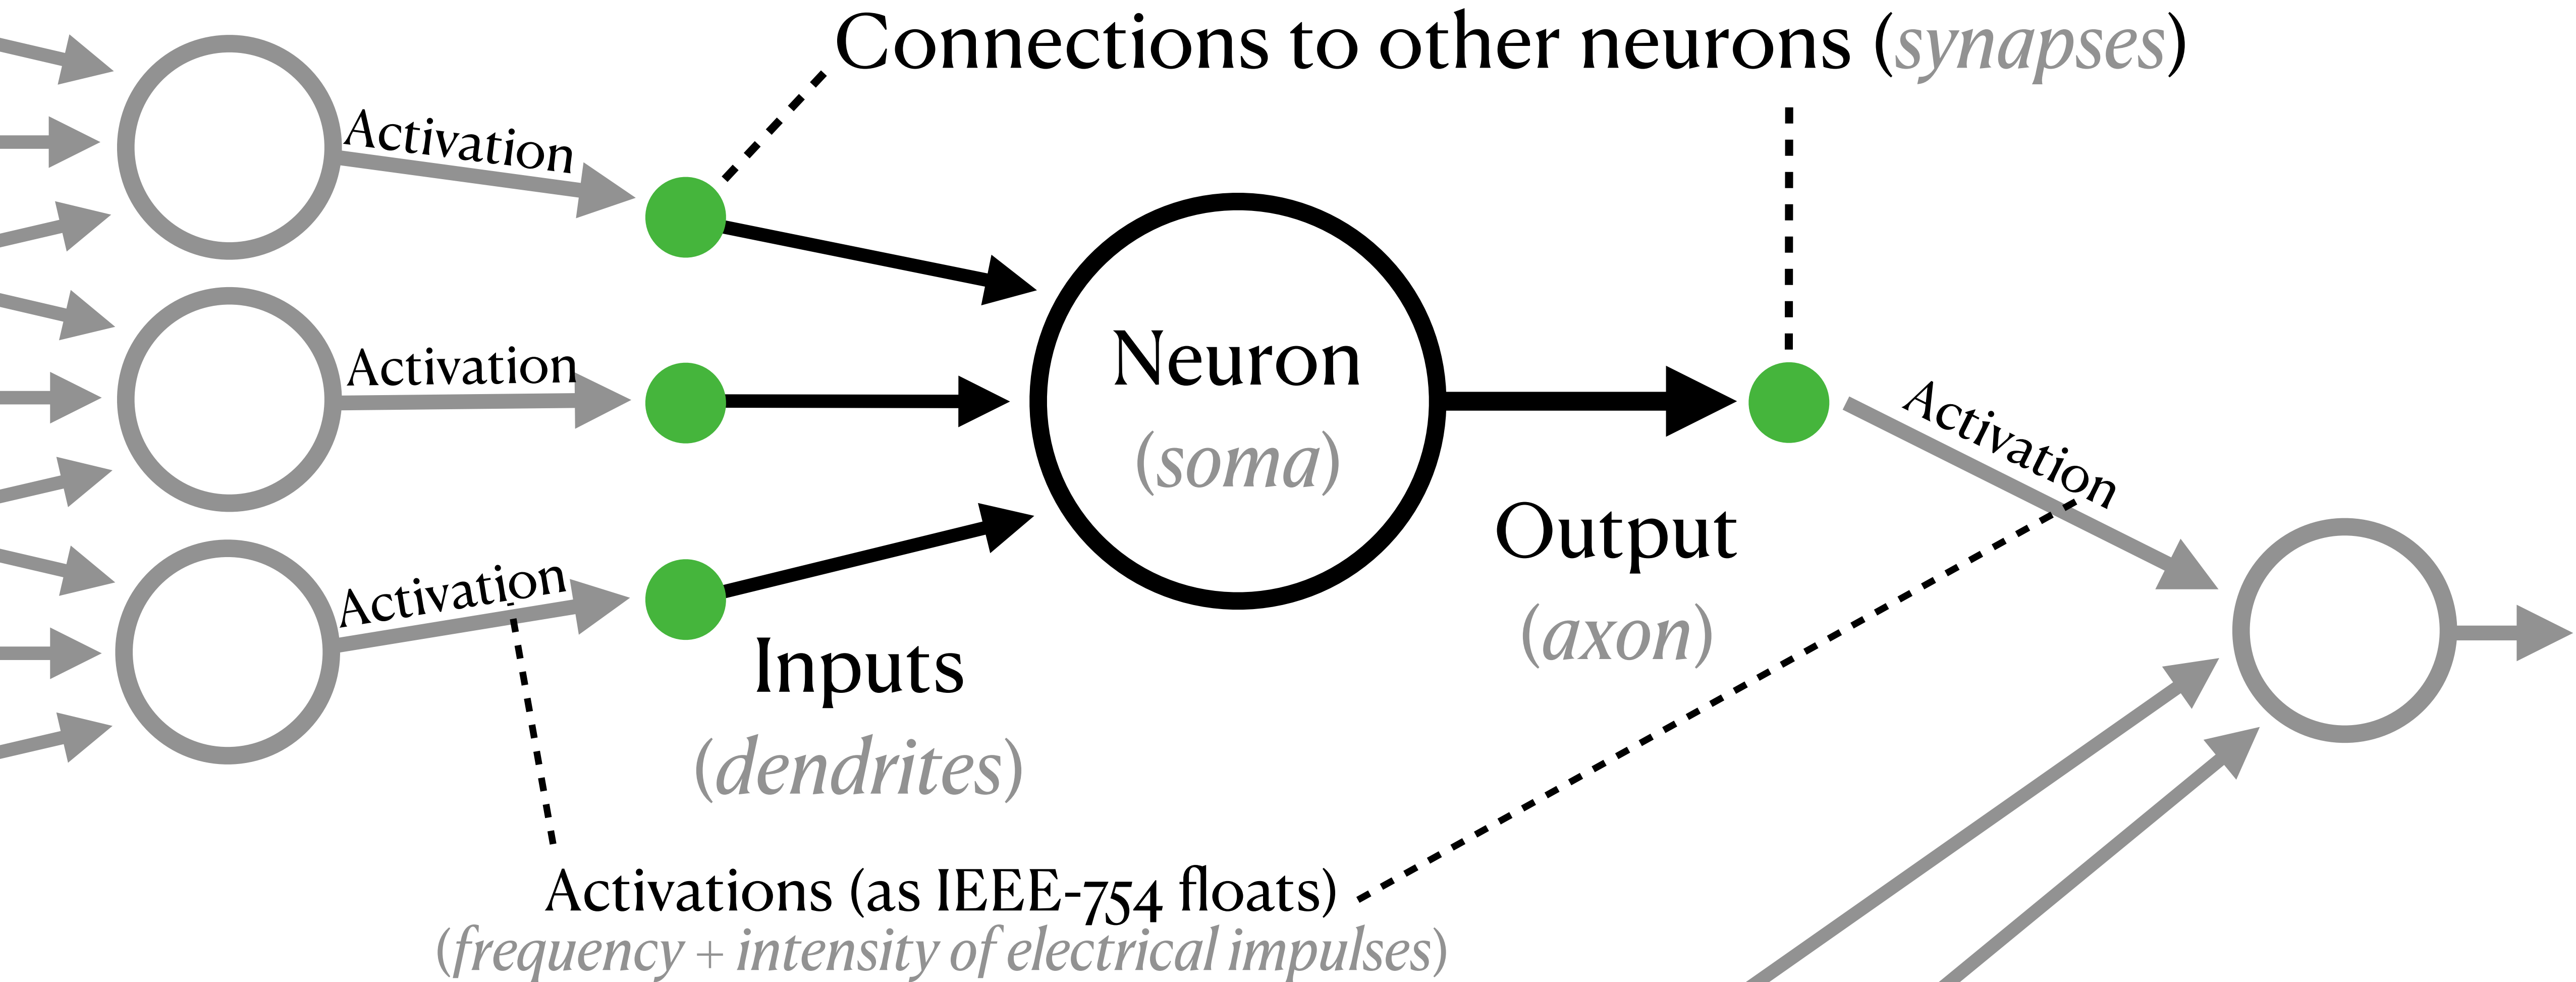 Connections to other neurons (synapses)
Activation
Activation
Activation
Neuron
(soma)
Activation
Output
(axon)
Inputs
(dendrites)
Activations (as IEEE-754 floats)
(frequency + intensity of electrical impulses)